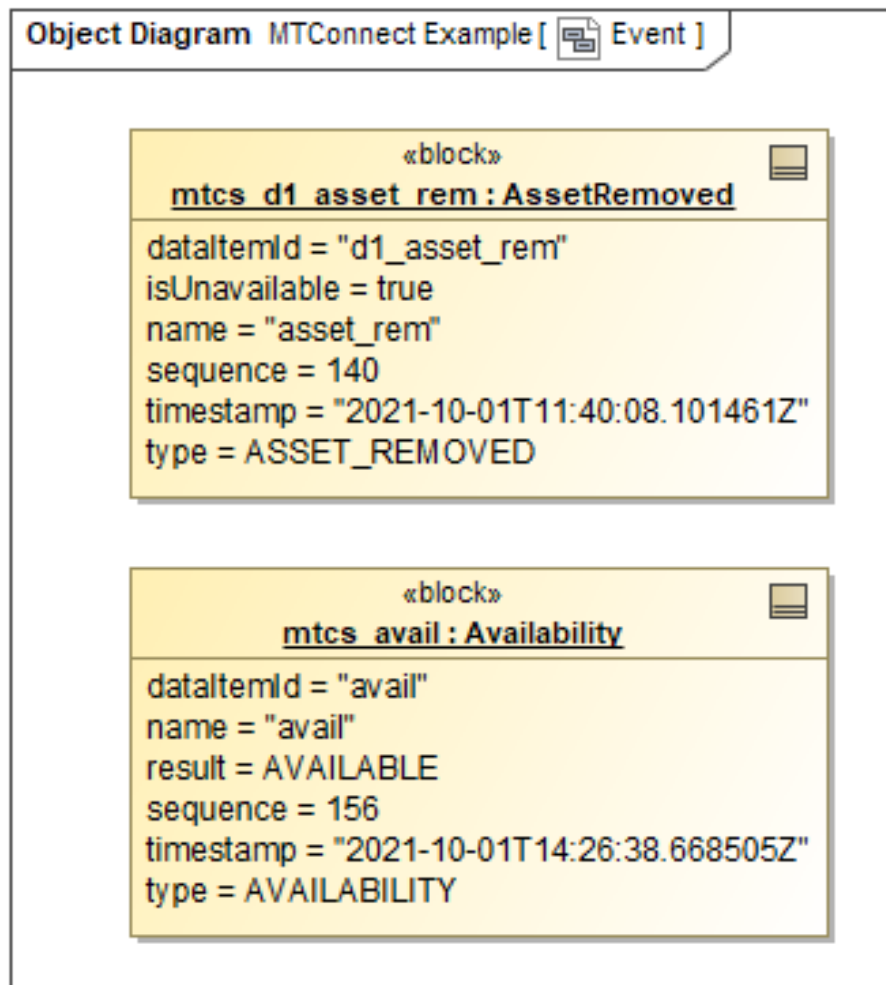 Object Diagram MTConnect Example [ Event ]
«block»
mtcs_d1_asset_rem : AssetRemoved
dataItemId = "d1_asset_rem"
isUnavailable = true
name = "asset_rem"
sequence = 140
timestamp = "2021-10-01T11:40:08.101461Z"
type = ASSET_REMOVED
«block»
mtcs_avail : Availability
dataItemId = "avail"
name = "avail"
result = AVAILABLE
sequence = 156
timestamp = "2021-10-01T14:26:38.668505Z"
type = AVAILABILITY